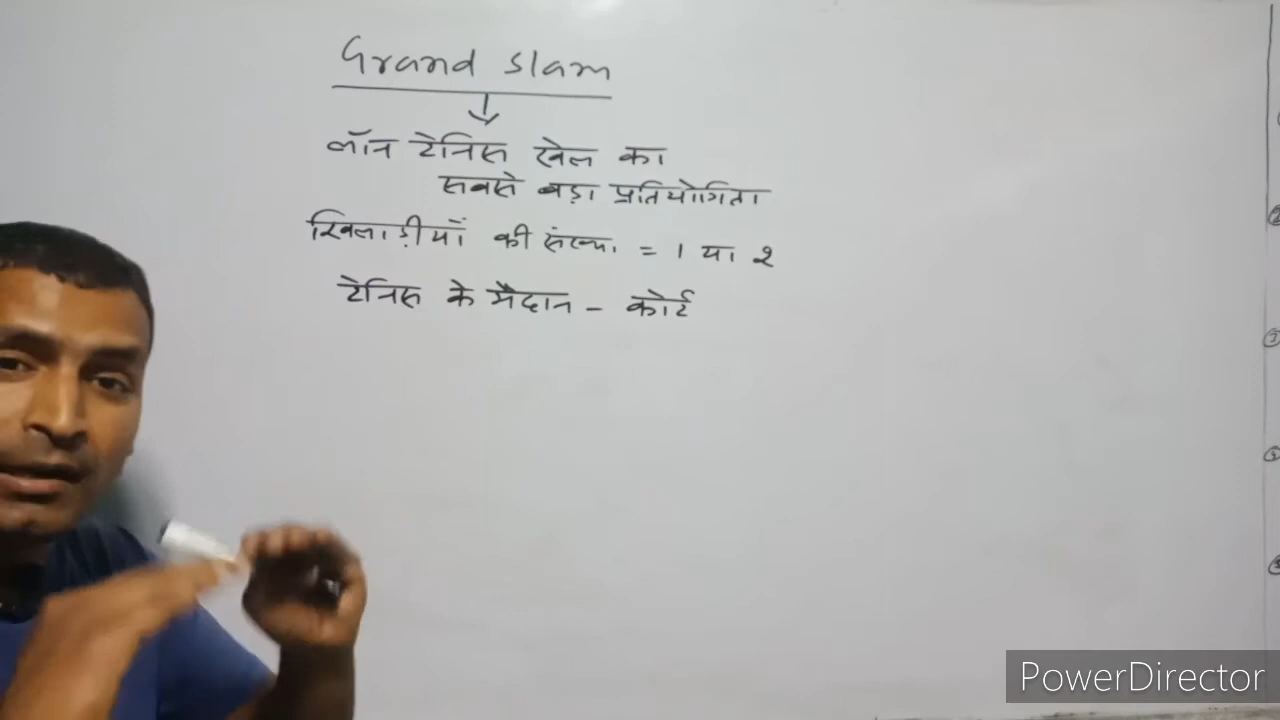 Grand Slam
लॉन टेनिस खेल का
सबसे बड़ा प्रतियोगिता
खिलाड़ीयाँ की संख्या = 1 या 2
टेनिस के मैदान - कोर्ट
PowerDirector